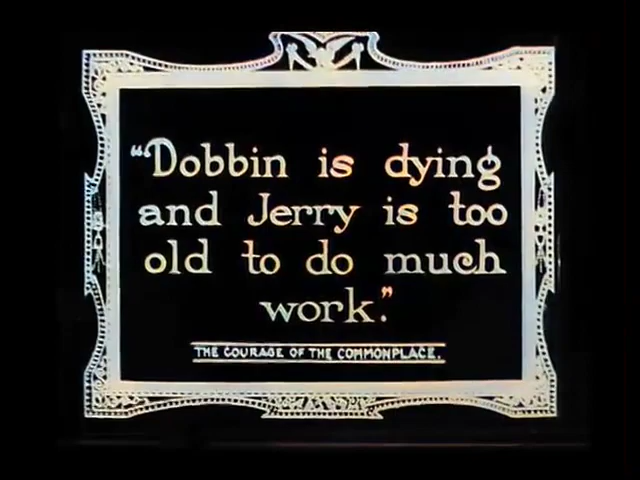 “Dobbin is dying
and Jerry is too
old to do much
work.”
THE COURAGE OF THE COMMONPLACE.